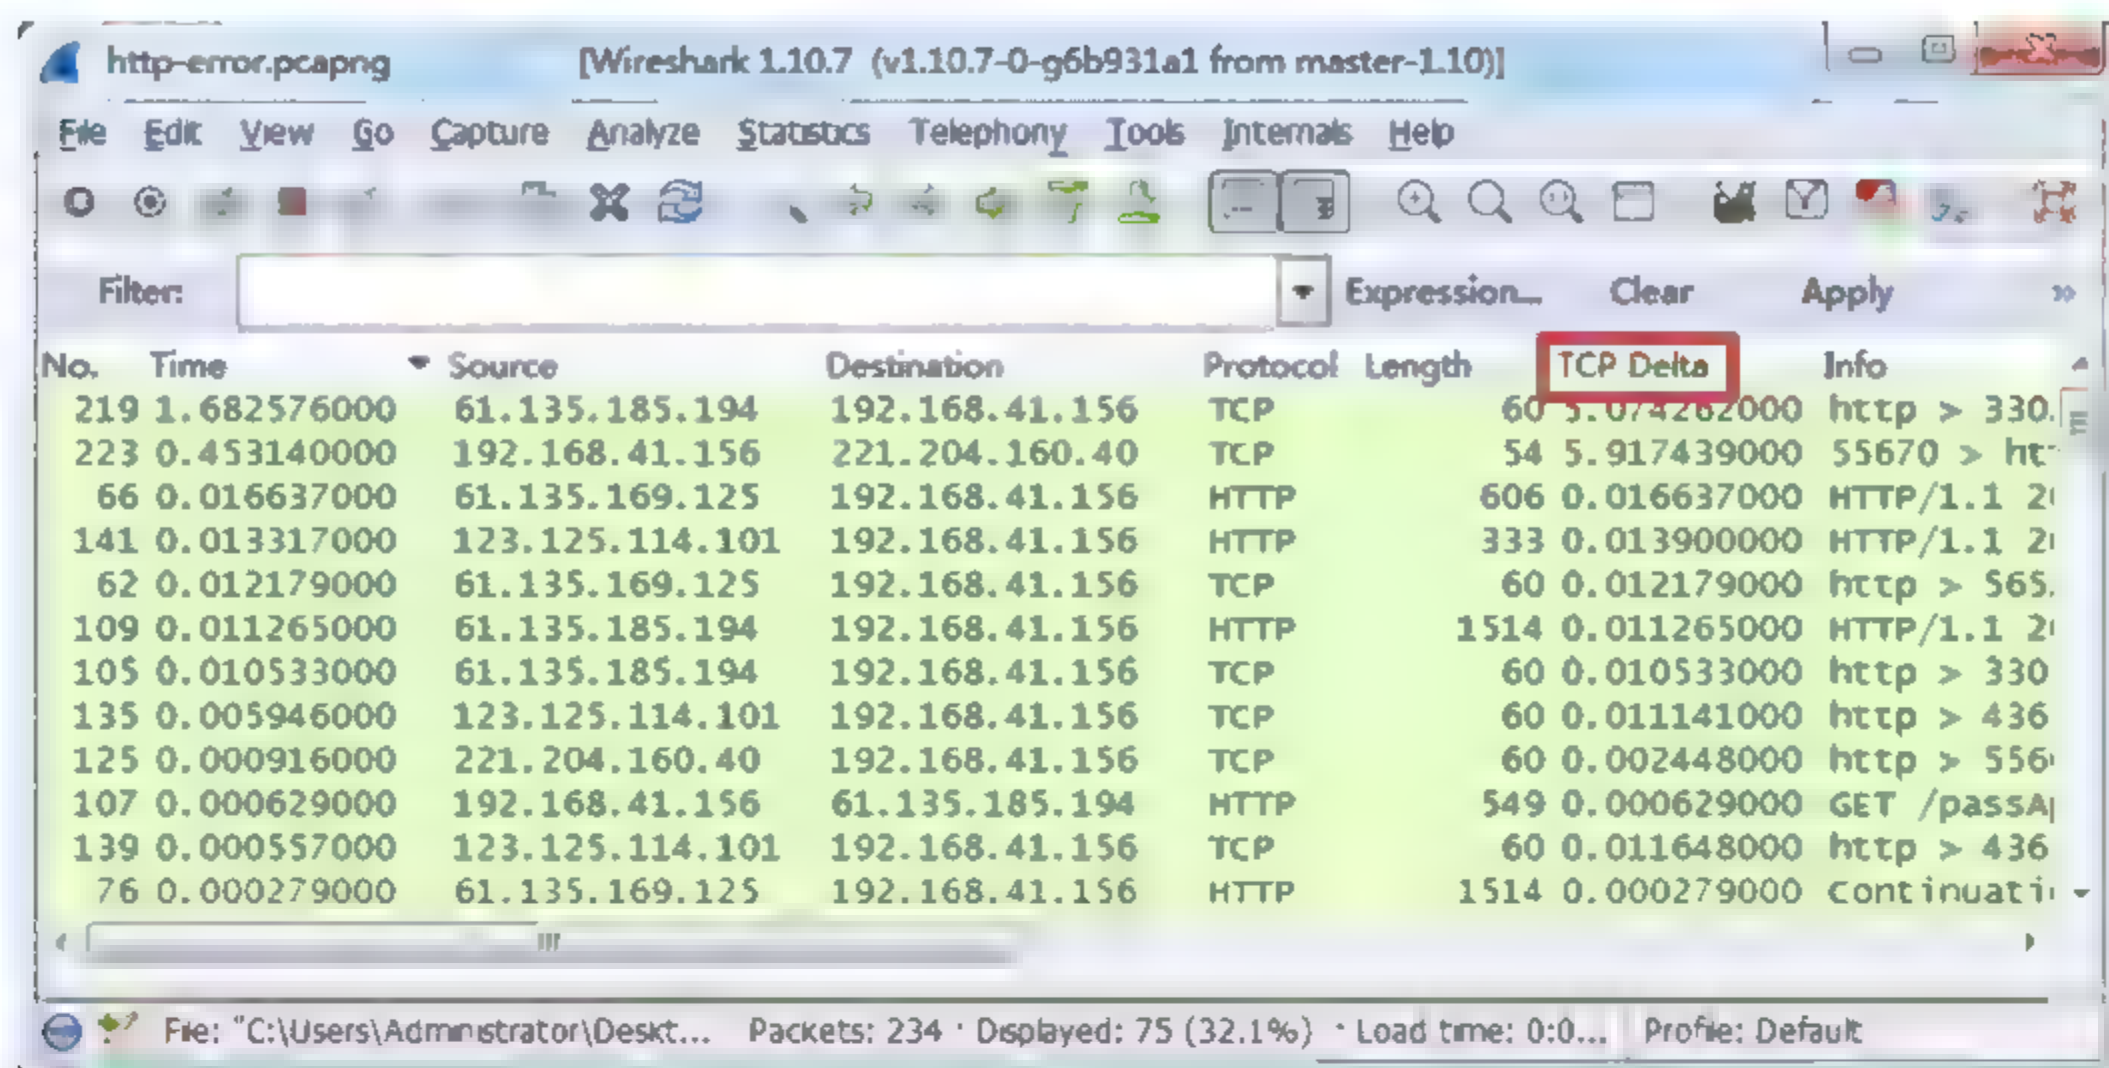 http-error.pcapng [Wireshark 1.10.7 (v1.10.7-0-g6b931a1 from master-1.10)]
File Edit View Go Capture Analyze Statistics Telephony Tools Internals Help
Filter: Expression... Clear Apply »
No. Time Source Destination Protocol Length TCP Delta Info
219 1.682576000 61.135.185.194 192.168.41.156 TCP 60 5.074262000 http > 330.
223 0.453140000 192.168.41.156 221.204.160.40 TCP 54 5.917439000 55670 > ht
66 0.016637000 61.135.169.125 192.168.41.156 HTTP 606 0.016637000 HTTP/1.1 2
141 0.013317000 123.125.114.101 192.168.41.156 HTTP 333 0.013900000 HTTP/1.1 2
62 0.012179000 61.135.169.125 192.168.41.156 TCP 60 0.012179000 http > 565.
109 0.011265000 61.135.185.194 192.168.41.156 HTTP 1514 0.011265000 HTTP/1.1 2
105 0.010533000 61.135.185.194 192.168.41.156 TCP 60 0.010533000 http > 330
135 0.005946000 123.125.114.101 192.168.41.156 TCP 60 0.011141000 http > 436
125 0.000916000 221.204.160.40 192.168.41.156 TCP 60 0.002448000 http > 556
107 0.000629000 192.168.41.156 61.135.185.194 HTTP 549 0.000629000 GET /passA
139 0.000557000 123.125.114.101 192.168.41.156 TCP 60 0.011648000 http > 436
76 0.000279000 61.135.169.125 192.168.41.156 HTTP 1514 0.000279000 Continuati
File: "C:\Users\Administrator\Deskt... Packets: 234 · Displayed: 75 (32.1%) · Load time: 0:0... Profile: Default